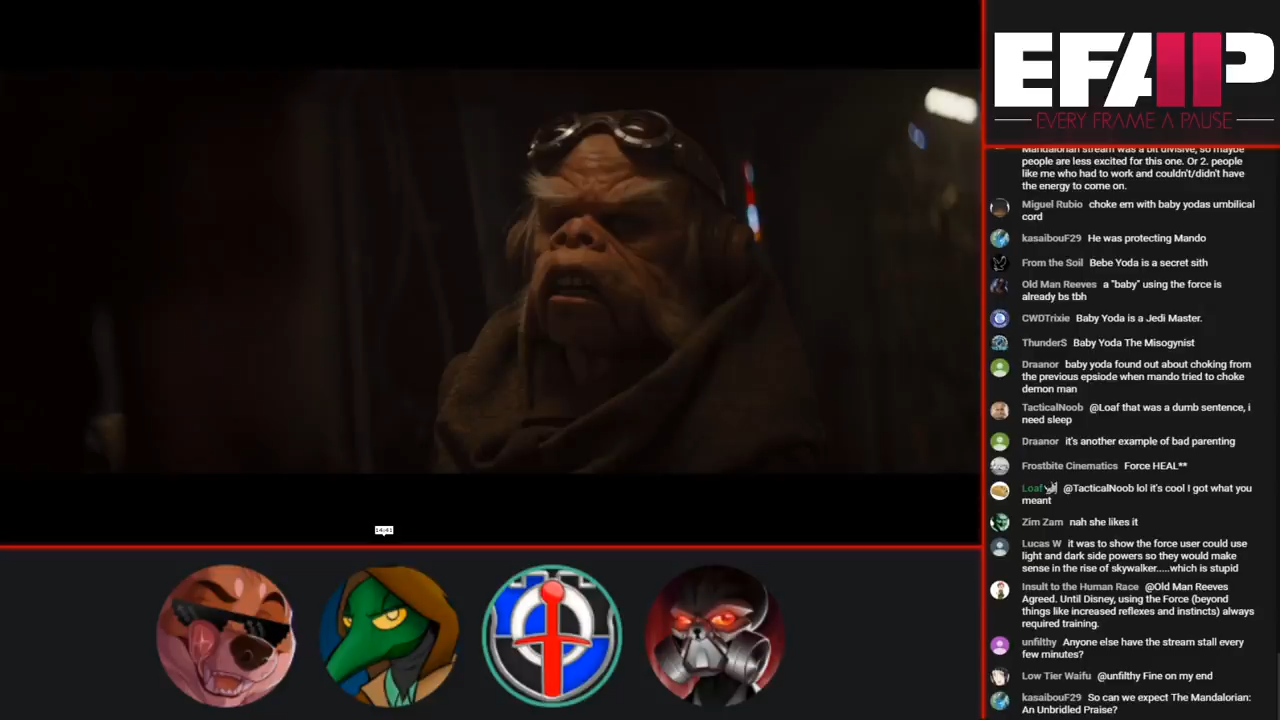 EFAP
EVERY FRAME A PAUSE
Mandalorian stream was a bit divisive, so maybe
people are less excited for this one. Or 2. people
like me who had to work and couldn't/didn't have
the energy to come on.
Miguel Rubio choke em with baby yodas umbilical
cord
kasaibouF29 He was protecting Mando
From the Soil Bebe Yoda is a secret sith
Old Man Reeves a "baby" using the force is
already bs tbh
CWDTrixie Baby Yoda is a Jedi Master.
ThunderS Baby Yoda The Misogynist
Draanor baby yoda found out about choking from
the previous epsiode when mando tried to choke
demon man
TacticalNoob @Loaf that was a dumb sentence, i
need sleep
Draanor it's another example of bad parenting
Frostbite Cinematics Force HEAL**
Loaf @TacticalNoob lol it's cool I got what you
meant
Zim Zam nah she likes it
Lucas W it was to show the force user could use
light and dark side powers so they would make
sense in the rise of skywalker.....which is stupid
Insult to the Human Race @Old Man Reeves
Agreed. Until Disney, using the Force (beyond
things like increased reflexes and instincts) always
required training.
unfilthy Anyone else have the stream stall every
few minutes?
Low Tier Waifu @unfilthy Fine on my end
kasaibouF29 So can we expect The Mandalorian:
An Unbridled Praise?
14:41